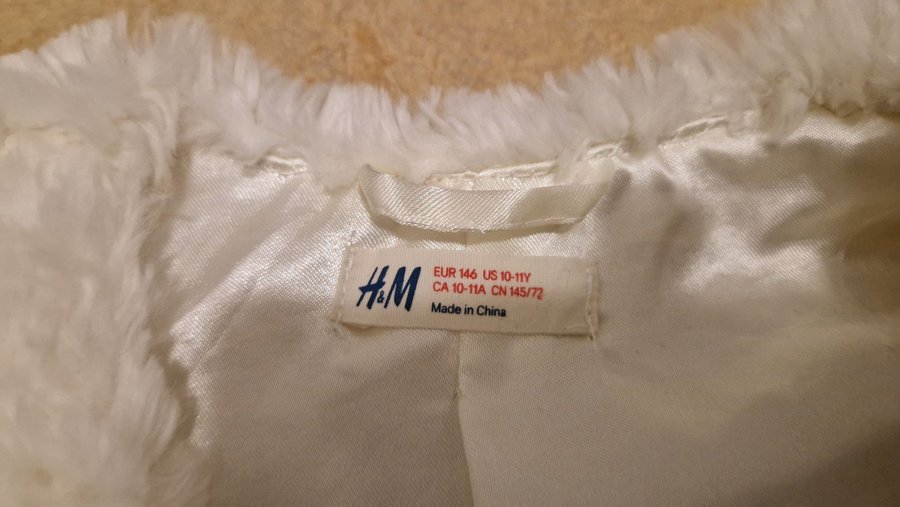 H&M
EUR 146 US 10-11Y
CA 10-11A CN 145/72
Made in China